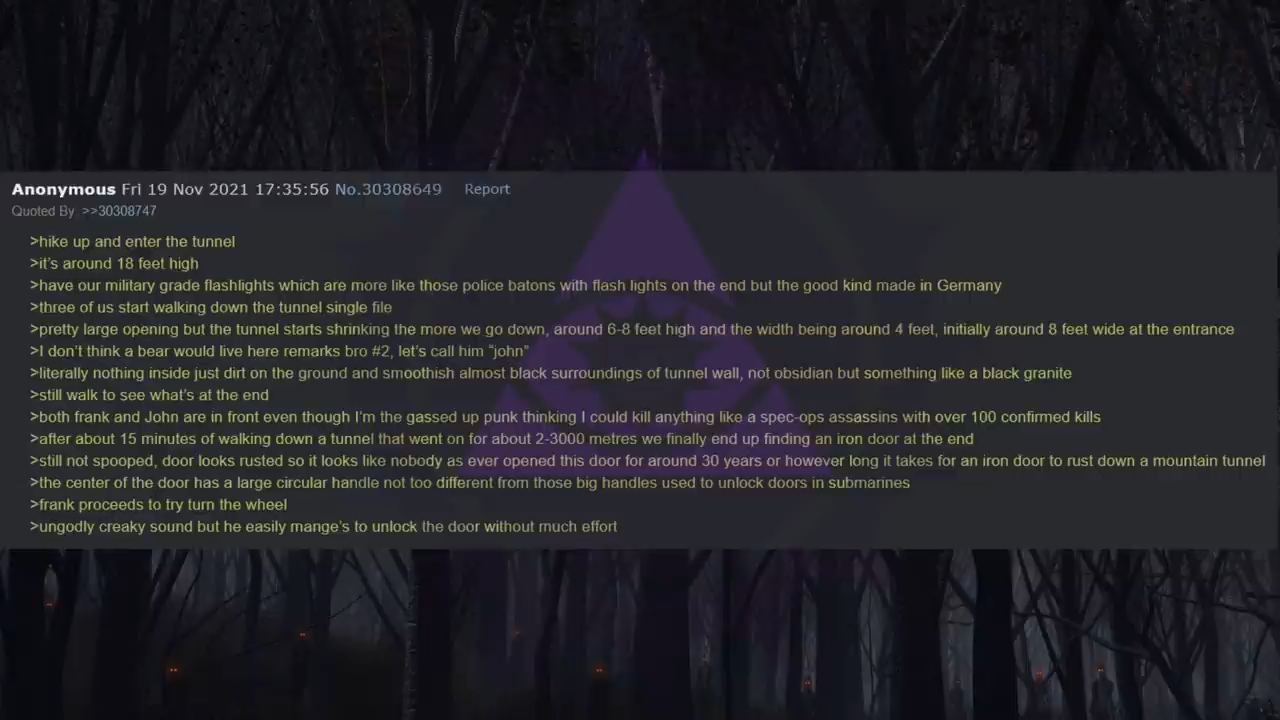 Anonymous Fri 19 Nov 2021 17:35:56 No.30308649 Report
Quoted By >>30308747
>hike up and enter the tunnel
>it's around 18 feet high
>have our military grade flashlights which are more like those police batons with flash lights on the end but the good kind made in Germany
>three of us start walking down the tunnel single file
>pretty large opening but the tunnel starts shrinking the more we go down, around 6-8 feet high and the width being around 4 feet, initially around 8 feet wide at the entrance
>I don't think a bear would live here remarks bro #2, let's call him “john”
>literally nothing inside just dirt on the ground and smoothish almost black surroundings of tunnel wall, not obsidian but something like a black granite
>still walk to see what's at the end
>both frank and John are in front even though I'm the gassed up punk thinking I could kill anything like a spec-ops assassins with over 100 confirmed kills
>after about 15 minutes of walking down a tunnel that went on for about 2-3000 metres we finally end up finding an iron door at the end
>still not spooped, door looks rusted so it looks like nobody as ever opened this door for around 30 years or however long it takes for an iron door to rust down a mountain tunnel
>the center of the door has a large circular handle not too different from those big handles used to unlock doors in submarines
>frank proceeds to try turn the wheel
>ungodly creaky sound but he easily mange's to unlock the door without much effort